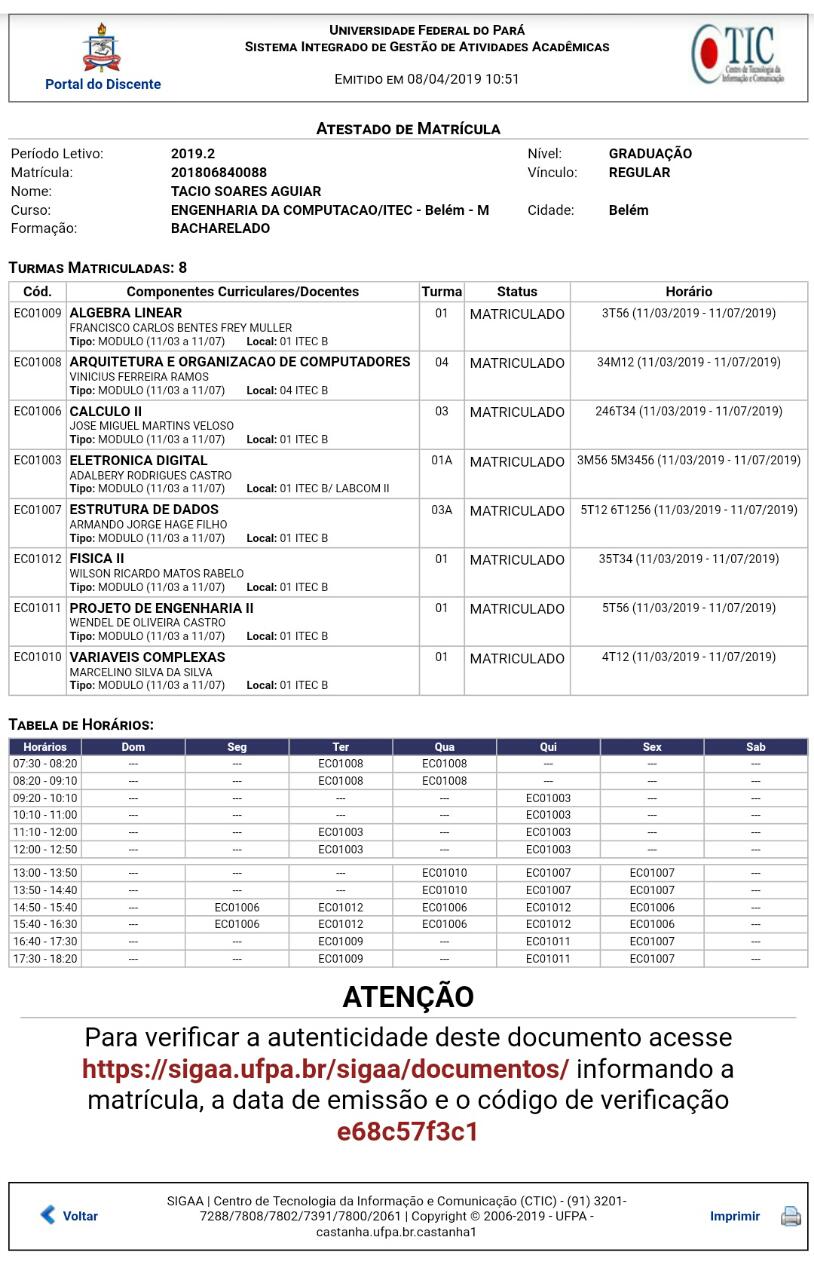 UNIVERSIDADE FEDERAL DO PARÁ
SISTEMA INTEGRADO DE GESTÃO DE ATIVIDADES ACADÊMICAS
EMITIDO EM 08/04/2019 10:51
Portal do Discente
CTIC
Centro de Tecnologia da
Informação e Comunicação
ATESTADO DE MATRÍCULA
Período Letivo: 2019.2 Nível: GRADUAÇÃO
Matrícula: 201806840088 Vínculo: REGULAR
Nome: TACIO SOARES AGUIAR
Curso: ENGENHARIA DA COMPUTACAO/ITEC - Belém - M Cidade: Belém
Formação: BACHARELADO
TURMAS MATRICULADAS: 8
Cód. Componentes Curriculares/Docentes Turma Status Horário
EC01009 ALGEBRA LINEAR 01 MATRICULADO 3T56 (11/03/2019 - 11/07/2019)
FRANCISCO CARLOS BENTES FREY MULLER
Tipo: MODULO (11/03 a 11/07) Local: 01 ITEC B
EC01008 ARQUITETURA E ORGANIZACAO DE COMPUTADORES 04 MATRICULADO 34M12 (11/03/2019 - 11/07/2019)
VINICIUS FERREIRA RAMOS
Tipo: MODULO (11/03 a 11/07) Local: 04 ITEC B
EC01006 CALCULO II 03 MATRICULADO 246T34 (11/03/2019 - 11/07/2019)
JOSE MIGUEL MARTINS VELOSO
Tipo: MODULO (11/03 a 11/07) Local: 01 ITEC B
EC01003 ELETRONICA DIGITAL 01A MATRICULADO 3M56 5M3456 (11/03/2019 - 11/07/2019)
ADALBERY RODRIGUES CASTRO
Tipo: MODULO (11/03 a 11/07) Local: 01 ITEC B/ LABCOM II
EC01007 ESTRUTURA DE DADOS 03A MATRICULADO 5T12 6T1256 (11/03/2019 - 11/07/2019)
ARMANDO JORGE HAGE FILHO
Tipo: MODULO (11/03 a 11/07) Local: 01 ITEC B
EC01012 FISICA II 01 MATRICULADO 35T34 (11/03/2019 - 11/07/2019)
WILSON RICARDO MATOS RABELO
Tipo: MODULO (11/03 a 11/07) Local: 01 ITEC B
EC01011 PROJETO DE ENGENHARIA II 01 MATRICULADO 5T56 (11/03/2019 - 11/07/2019)
WENDEL DE OLIVEIRA CASTRO
Tipo: MODULO (11/03 a 11/07) Local: 01 ITEC B
EC01010 VARIAVEIS COMPLEXAS 01 MATRICULADO 4T12 (11/03/2019 - 11/07/2019)
MARCELINO SILVA DA SILVA
Tipo: MODULO (11/03 a 11/07) Local: 01 ITEC B
TABELA DE HORÁRIOS:
Horários Dom Seg Ter Qua Qui Sex Sab
07:30 - 08:20 --- --- EC01008 EC01008 --- --- ---
08:20 - 09:10 --- --- EC01008 EC01008 --- --- ---
09:20 - 10:10 --- --- --- --- EC01003 --- ---
10:10 - 11:00 --- --- --- --- EC01003 --- ---
11:10 - 12:00 --- --- EC01003 --- EC01003 --- ---
12:00 - 12:50 --- --- EC01003 --- EC01003 --- ---
13:00 - 13:50 --- --- --- EC01010 EC01007 EC01007 ---
13:50 - 14:40 --- --- --- EC01010 EC01007 EC01007 ---
14:50 - 15:40 --- EC01006 EC01012 EC01006 EC01012 EC01006 ---
15:40 - 16:30 --- EC01006 EC01012 EC01006 EC01012 EC01006 ---
16:40 - 17:30 --- --- EC01009 --- EC01011 EC01007 ---
17:30 - 18:20 --- --- EC01009 --- EC01011 EC01007 ---
ATENÇÃO
Para verificar a autenticidade deste documento acesse
https://sigaa.ufpa.br/sigaa/documentos/ informando a
matrícula, a data de emissão e o código de verificação
e68c57f3c1
Voltar
SIGAA | Centro de Tecnologia da Informação e Comunicação (CTIC) - (91) 3201-
7288/7808/7802/7391/7800/2061 | Copyright © 2006-2019 - UFPA -
castanha.ufpa.br.castanha1
Imprimir